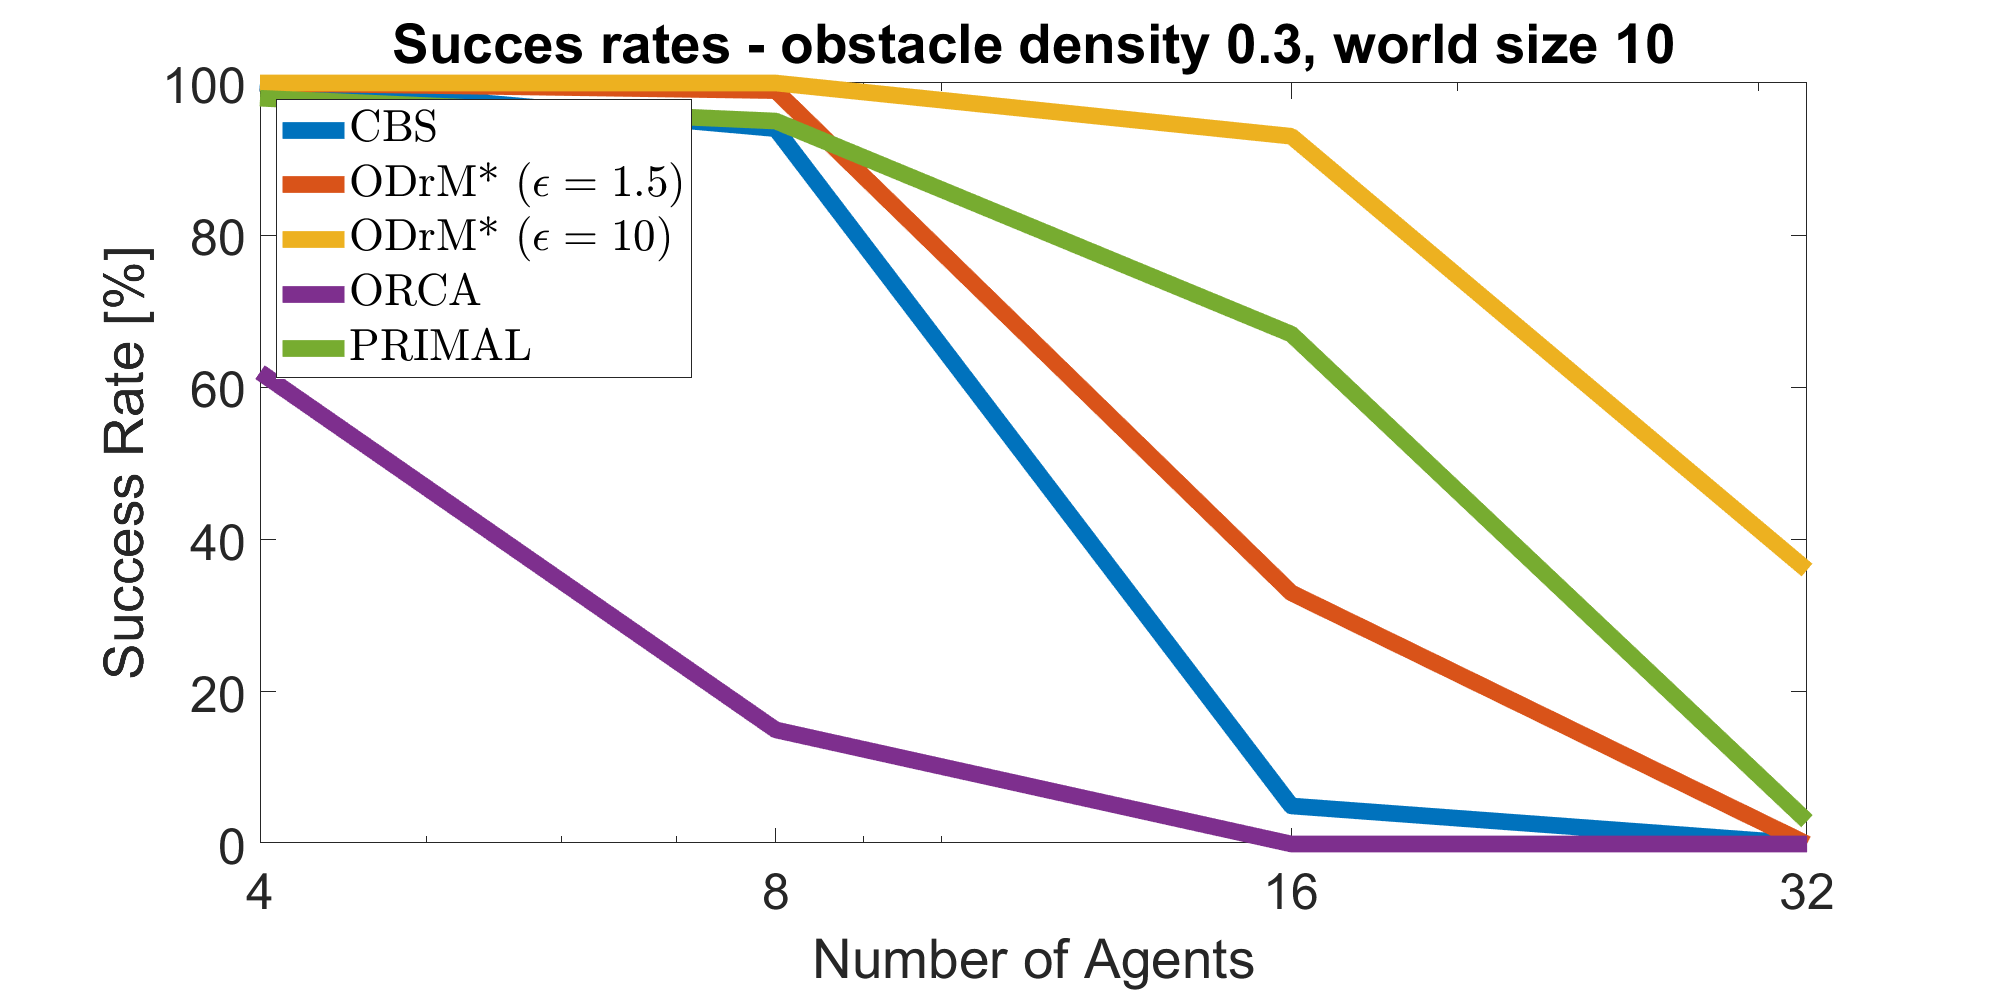 Succes rates - obstacle density 0.3, world size 10
100
80
60
40
20
0
Success Rate [%]
CBS
ODrM* (ϵ = 1.5)
ODrM* (ϵ = 10)
ORCA
PRIMAL
4 8 16 32
Number of Agents